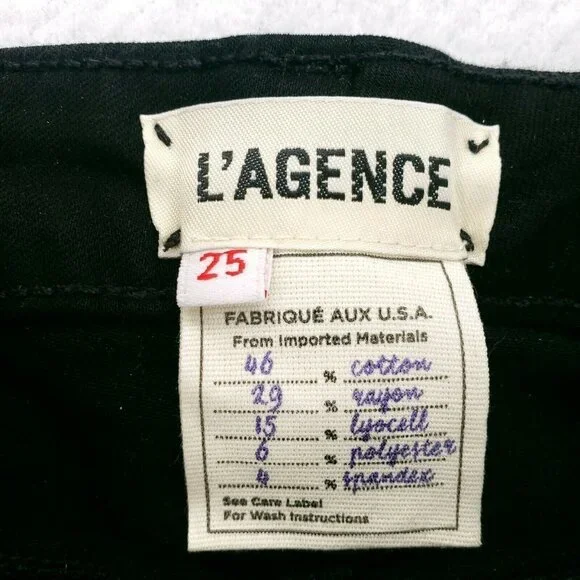 L'AGENCE
25
FABRIQUÉ AUX U.S.A.
From Imported Materials
46 % cotton
29 % rayon
15 % lyocell
6 % polyester
4 % spandex
See Care Label
For Wash Instructions